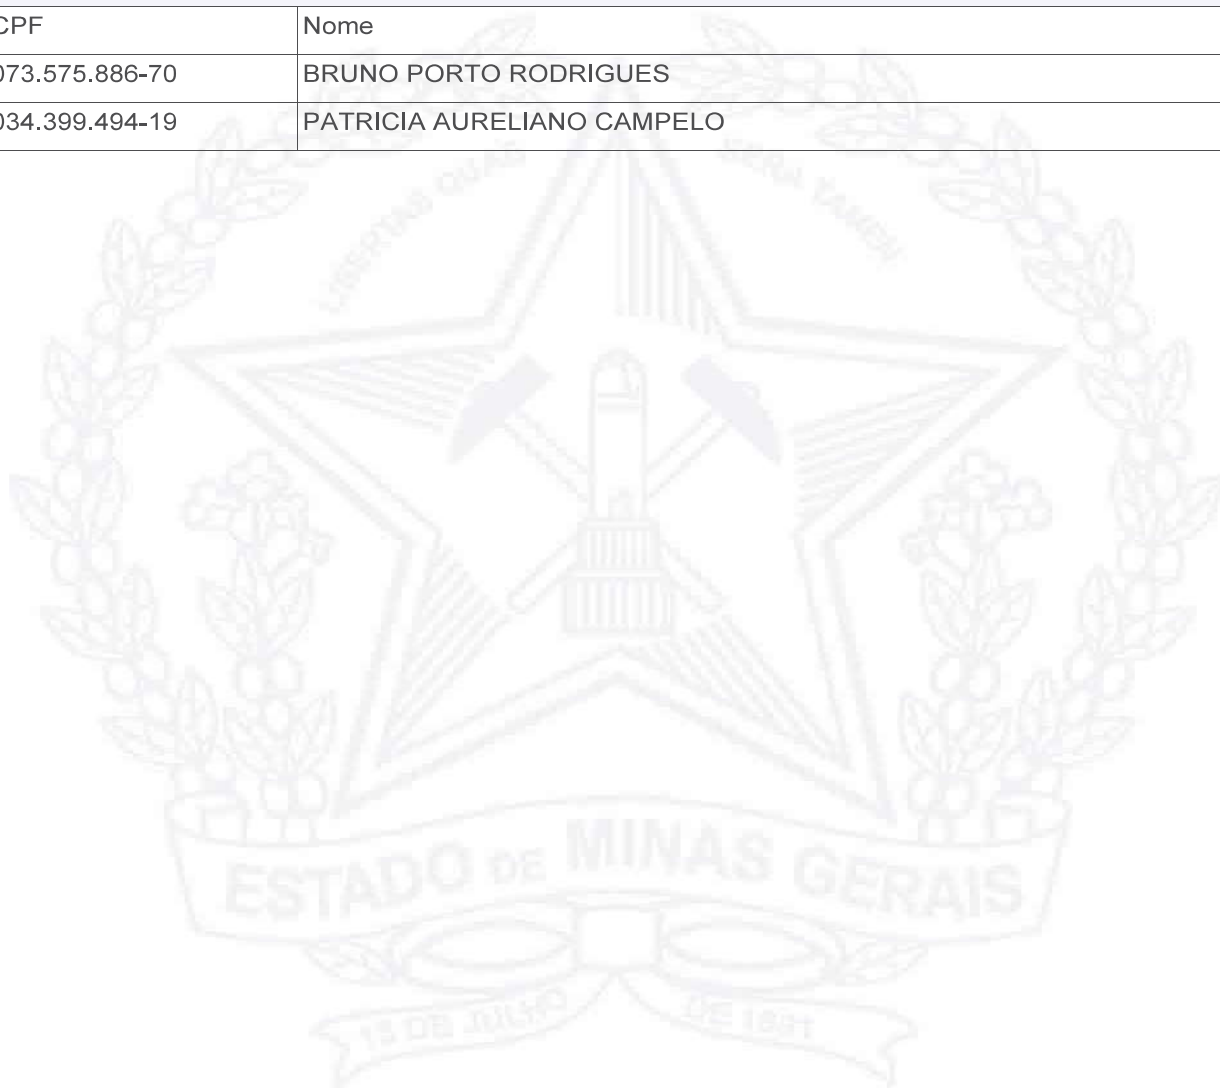 CPF Nome
073.575.886-70 BRUNO PORTO RODRIGUES
034.399.494-19 PATRICIA AURELIANO CAMPELO
LIBERTAS QUAE SERA TAMEN
ESTADO DE MINAS GERAIS
15 DE JULHO DE 1891